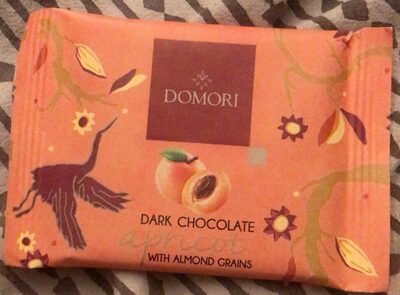 DOMORI
DARK CHOCOLATE
apricot
WITH ALMOND GRAINS